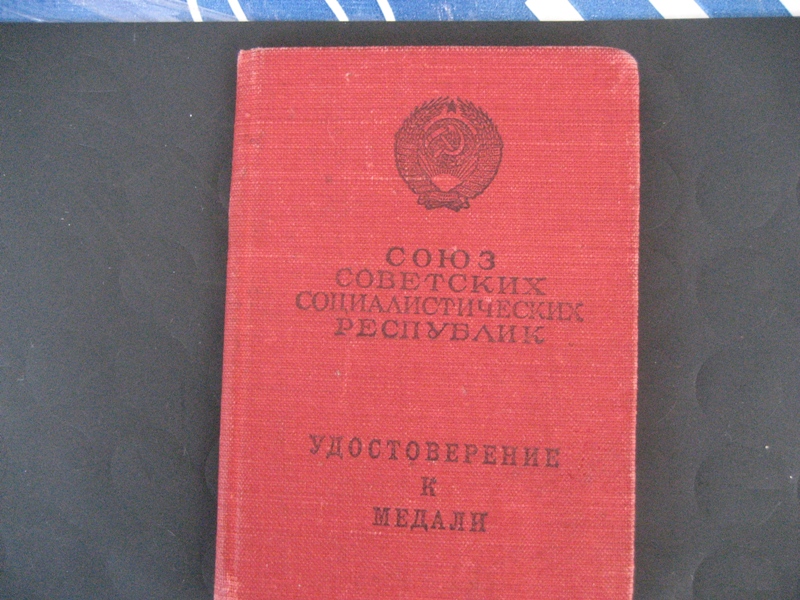 СОЮЗ
СОВЕТСКИХ
СОЦИАЛИСТИЧЕСКИХ
РЕСПУБЛИК
УДОСТОВЕРЕНИЕ
К
МЕДАЛИ